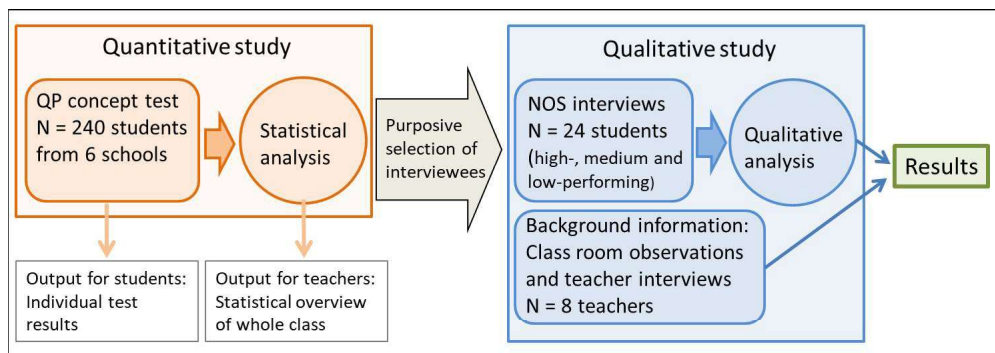 Quantitative study
QP concept test
N = 240 students
from 6 schools
Statistical
analysis
Output for students:
Individual test
results
Output for teachers:
Statistical overview
of whole class
Purposive
selection of
interviewees
Qualitative study
NOS interviews
N = 24 students
(high-, medium and
low-performing)
Qualitative
analysis
Background information:
Class room observations
and teacher interviews
N = 8 teachers
Results